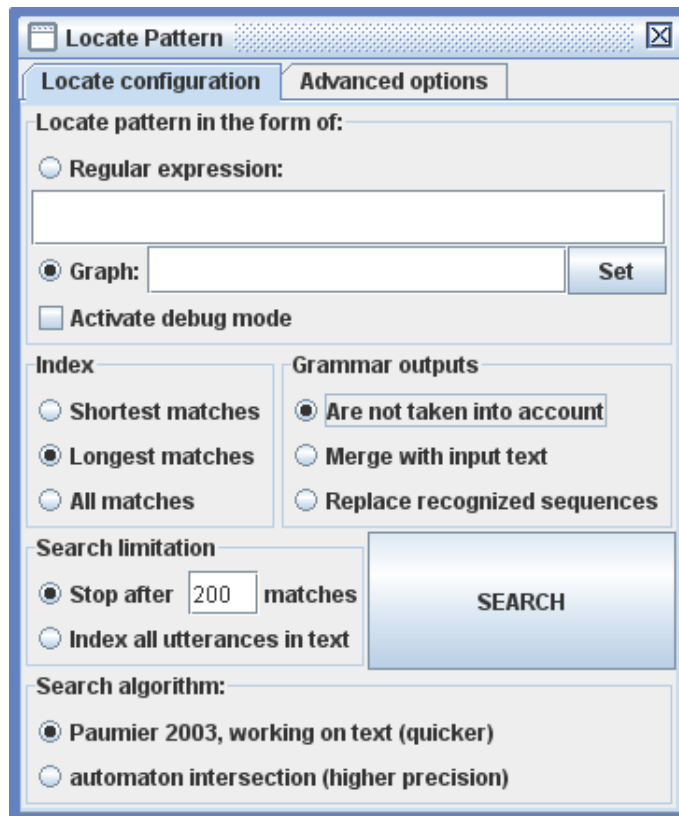 Locate Pattern
Locate configuration Advanced options
Locate pattern in the form of:
Regular expression:
Graph: Set
Activate debug mode
Index Grammar outputs
Shortest matches Are not taken into account
Longest matches Merge with input text
All matches Replace recognized sequences
Search limitation
Stop after 200 matches SEARCH
Index all utterances in text
Search algorithm:
Paumier 2003, working on text (quicker)
automaton intersection (higher precision)